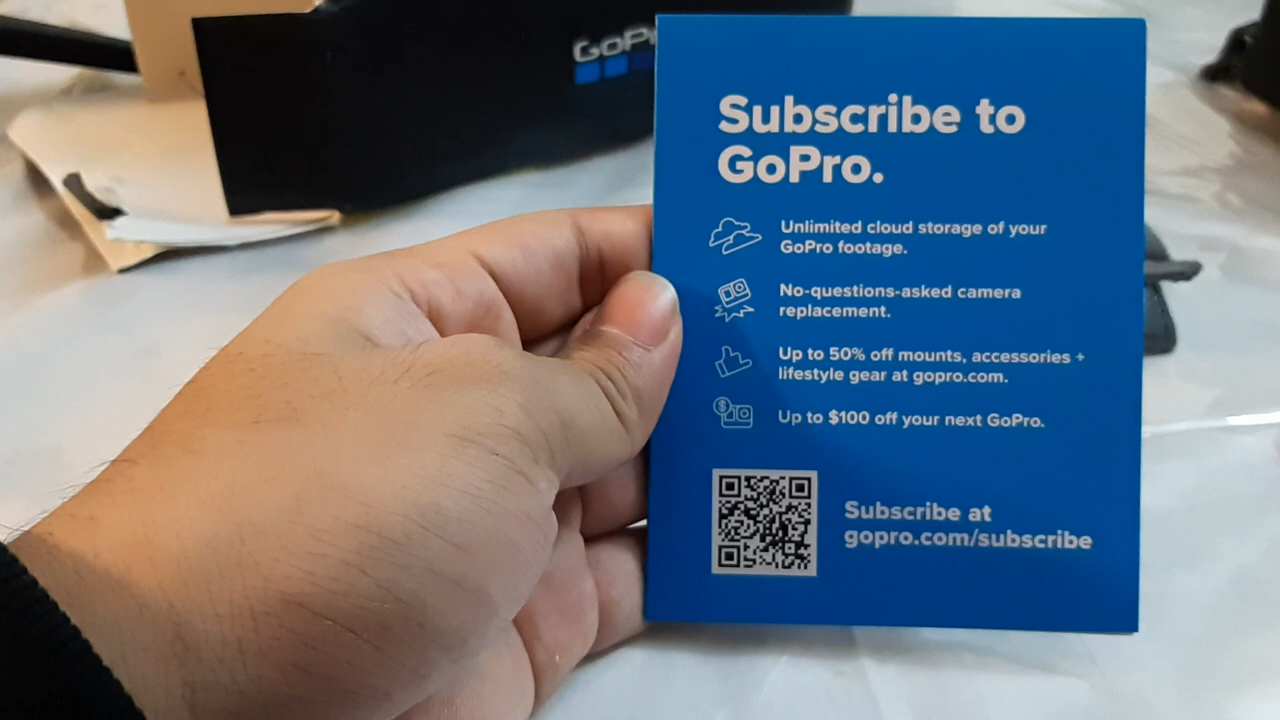 GoPr
Subscribe to
GoPro.
Unlimited cloud storage of your
GoPro footage.
No-questions-asked camera
replacement.
Up to 50% off mounts, accessories +
lifestyle gear at gopro.com.
$
Up to $100 off your next GoPro.
Subscribe at
gopro.com/subscribe